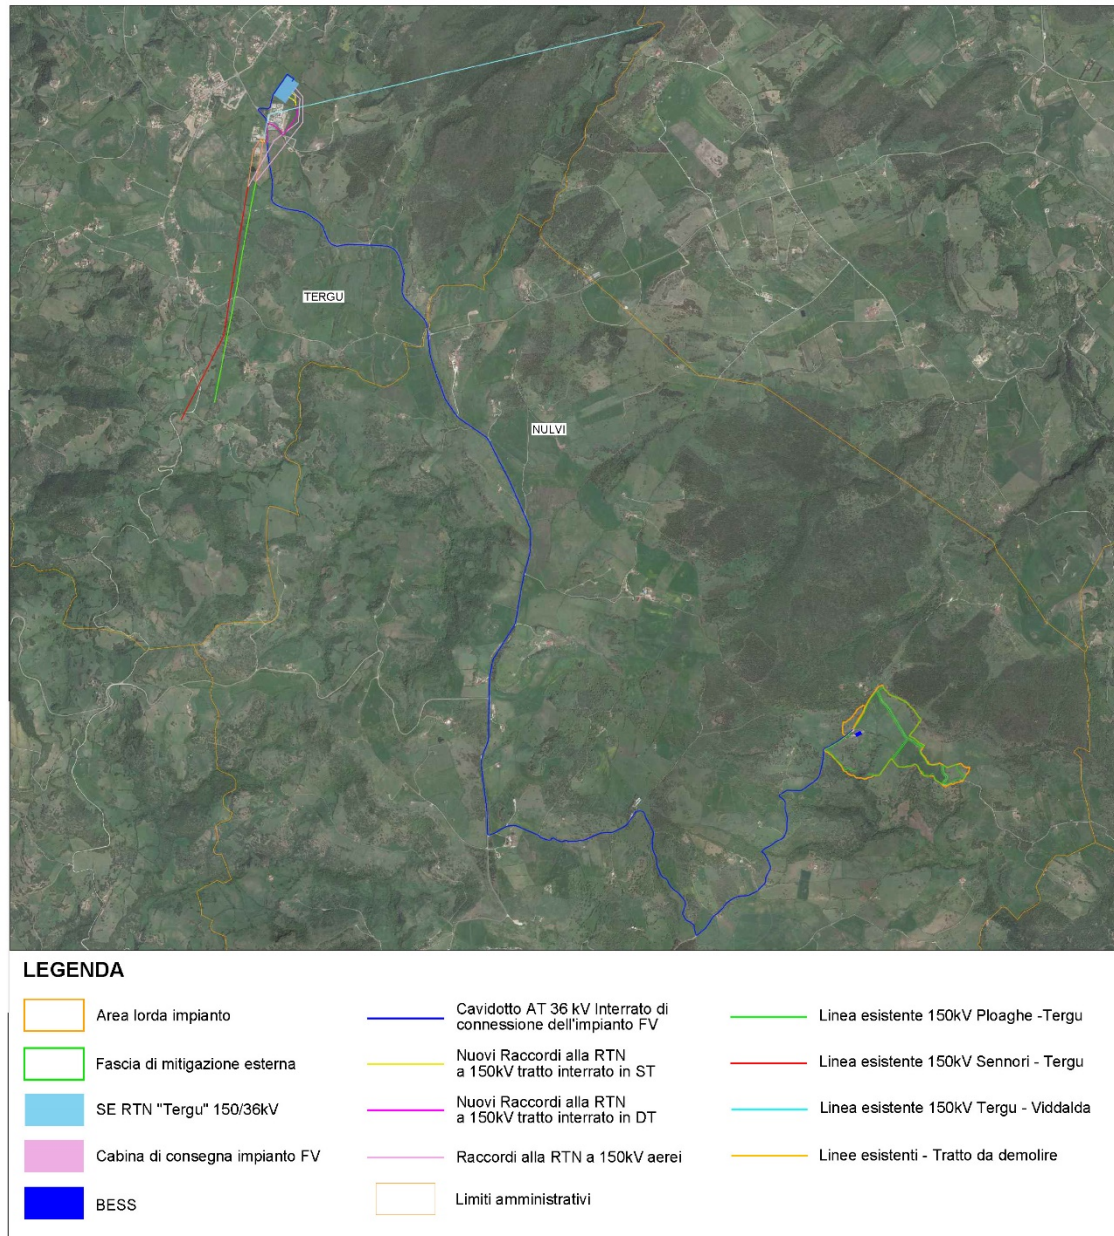 TERGU
NULVI
LEGENDA
Area lorda impianto
Fascia di mitigazione esterna
SE RTN "Tergu" 150/36kV
Cabina di consegna impianto FV
BESS
Cavidotto AT 36 kV Interrato di
connessione dell'impianto FV
Nuovi Raccordi alla RTN
a 150kV tratto interrato in ST
Nuovi Raccordi alla RTN
a 150kV tratto interrato in DT
Raccordi alla RTN a 150kV aerei
Limiti amministrativi
Linea esistente 150kV Ploaghe -Tergu
Linea esistente 150kV Sennori - Tergu
Linea esistente 150kV Tergu - Viddalda
Linee esistenti - Tratto da demolire